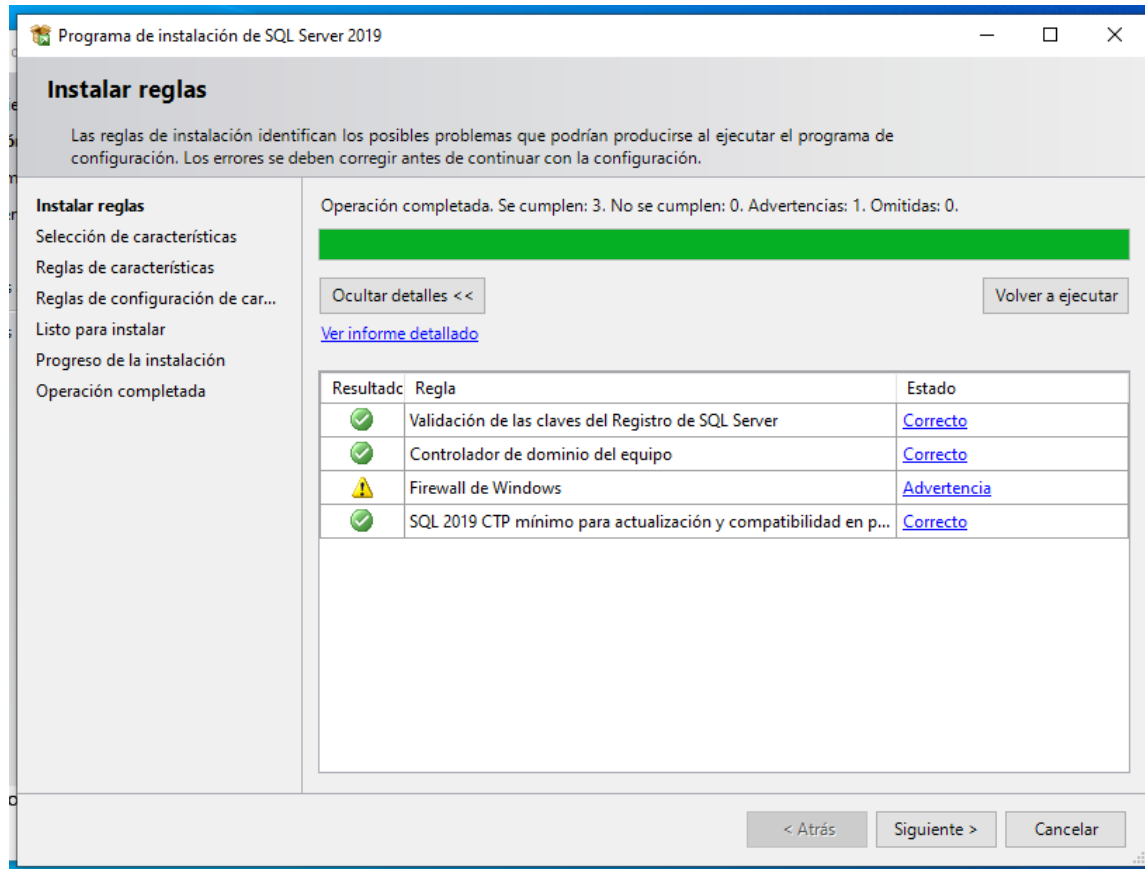 Programa de instalación de SQL Server 2019
Instalar reglas
Las reglas de instalación identifican los posibles problemas que podrían producirse al ejecutar el programa de
configuración. Los errores se deben corregir antes de continuar con la configuración.
Instalar reglas
Selección de características
Reglas de características
Reglas de configuración de car...
Listo para instalar
Progreso de la instalación
Operación completada
Operación completada. Se cumplen: 3. No se cumplen: 0. Advertencias: 1. Omitidas: 0.
Ocultar detalles <<
Volver a ejecutar
Ver informe detallado
Resultado Regla Estado
Validación de las claves del Registro de SQL Server Correcto
Controlador de dominio del equipo Correcto
Firewall de Windows Advertencia
SQL 2019 CTP mínimo para actualización y compatibilidad en p... Correcto
< Atrás
Siguiente >
Cancelar